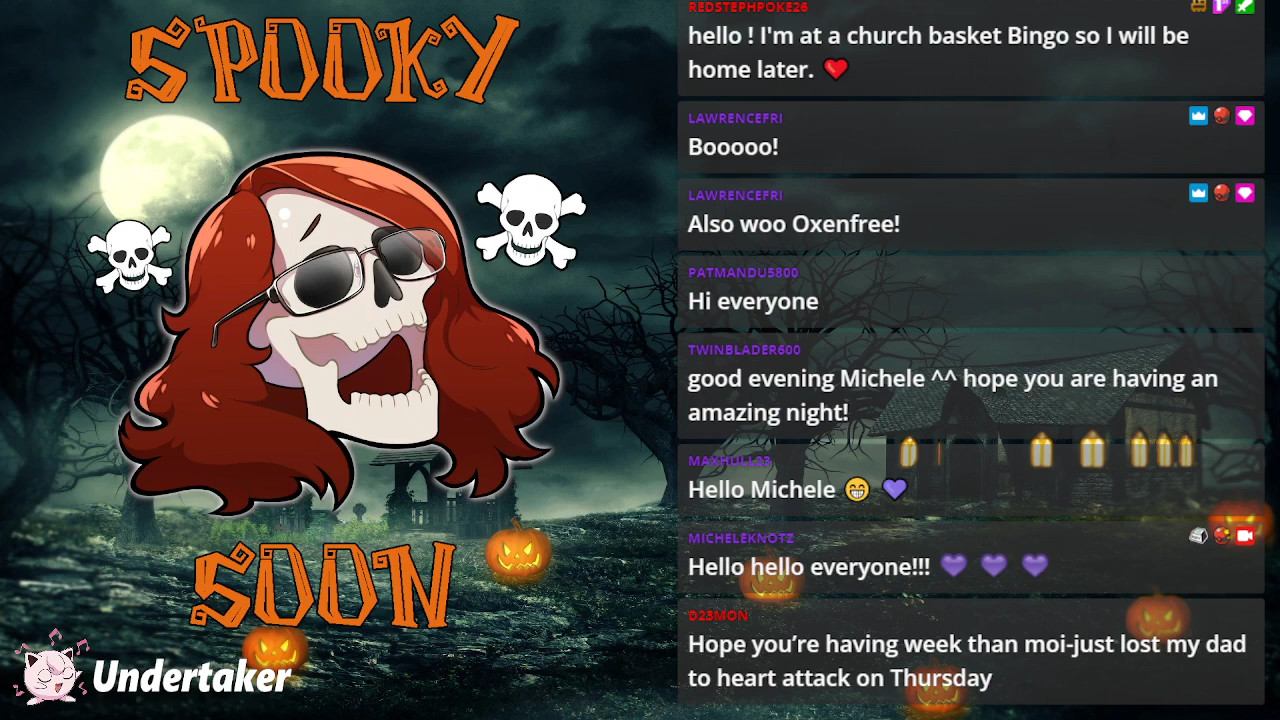 SPOOKY
SOON
Undertaker
REDSTEPHPOKE26
hello ! I'm at a church basket Bingo so I will be
home later. ❤️
LAWRENCEFRI
Booooo!
LAWRENCEFRI
Also woo Oxenfree!
PATMANDU5800
Hi everyone
TWINBLADER600
good evening Michele ^^ hope you are having an
amazing night!
MAXHULL23
Hello Michele 😁 💜
MICHELEKNOTZ
Hello hello everyone!!! 💜 💜 💜
D23MON
Hope you’re having week than moi-just lost my dad
to heart attack on Thursday